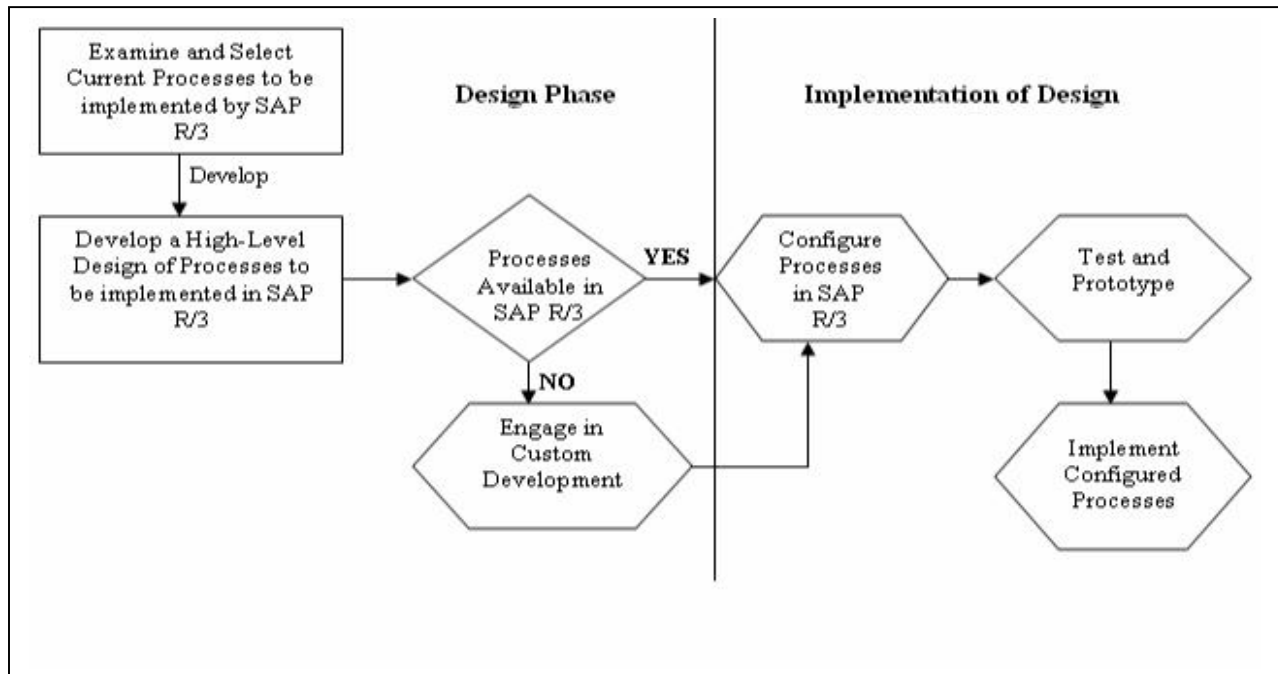 Examine and Select
Current Processes to be
implemented by SAP
R/3
Develop
Develop a High-Level
Design of Processes to
be implemented in SAP
R/3
Design Phase
Processes
Available in
SAP R/3
YES
NO
Engage in
Custom
Development
Implementation of Design
Configure
Processes
in SAP
R/3
Test and
Prototype
Implement
Configured
Processes